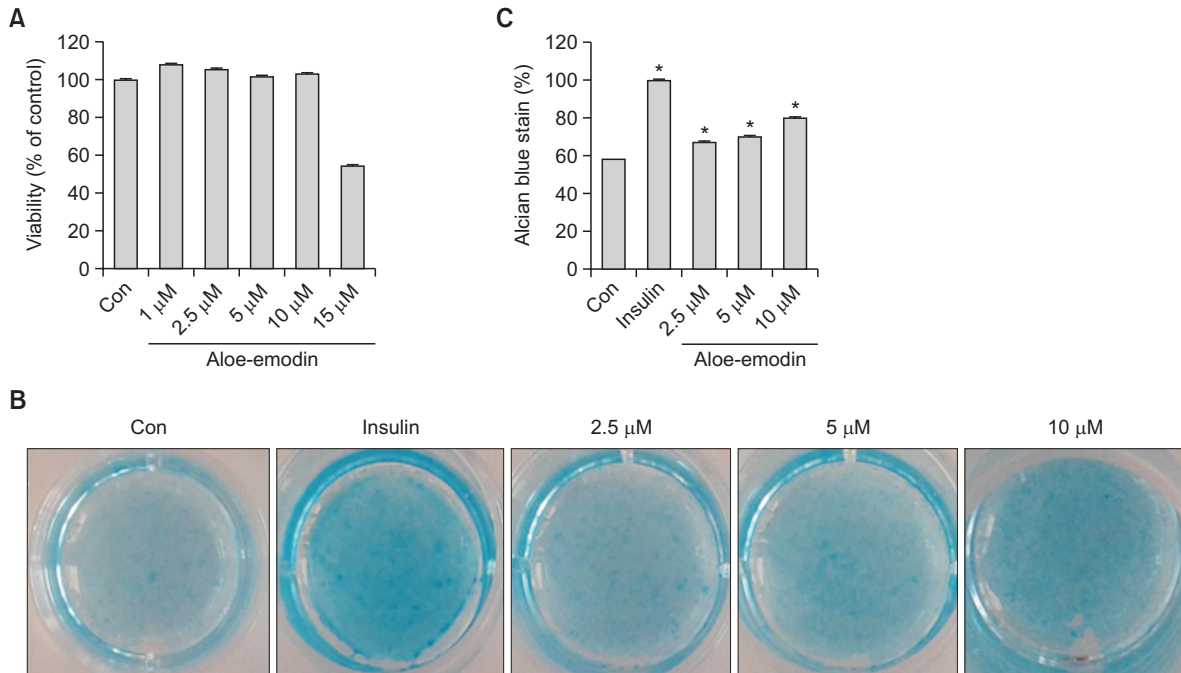 A
Viability (% of control)
120
100
80
60
40
20
0
Con
1 μM
2.5 μM
5 μM
10 μM
15 μM
Aloe-emodin
C
Alcian blue stain (%)
120
100
80
60
40
20
0
*
*
*
*
Con
Insulin
2.5 μM
5 μM
10 μM
Aloe-emodin
B
Con
Insulin
2.5 μM
5 μM
10 μM